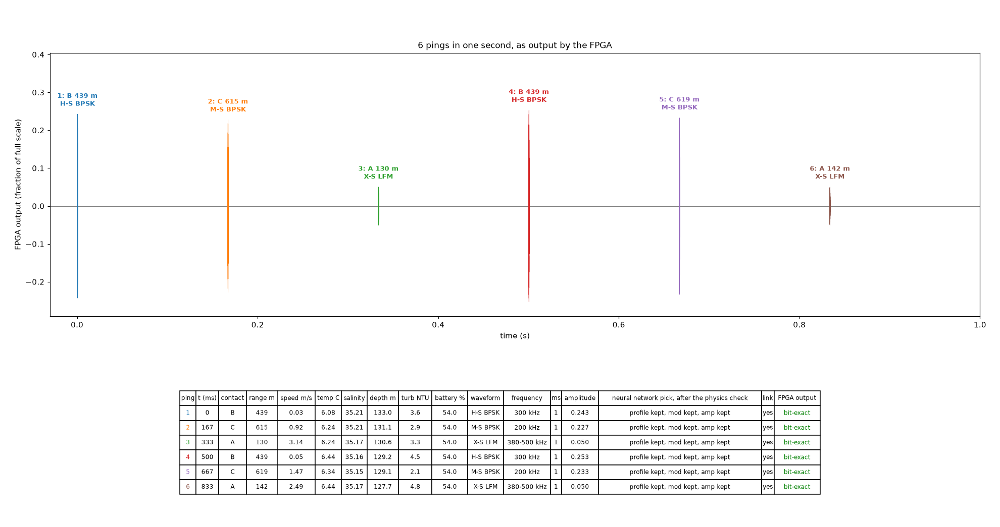 6 pings in one second, as output by the FPGA
FPGA output (fraction of full scale)
0.4
0.3
0.2
0.1
0.0
−0.1
−0.2
1: B 439 m
H-S BPSK
2: C 615 m
M-S BPSK
3: A 130 m
X-S LFM
4: B 439 m
H-S BPSK
5: C 619 m
M-S BPSK
6: A 142 m
X-S LFM
0.0 0.2 0.4 0.6 0.8 1.0
time (s)
ping t (ms) contact range m speed m/s temp C salinity depth m turb NTU battery % waveform frequency ms amplitude neural network pick, after the physics check link FPGA output
1 0 B 439 0.03 6.08 35.21 133.0 3.6 54.0 H-S BPSK 300 kHz 1 0.243 profile kept, mod kept, amp kept yes bit-exact
2 167 C 615 0.92 6.24 35.21 131.1 2.9 54.0 M-S BPSK 200 kHz 1 0.227 profile kept, mod kept, amp kept yes bit-exact
3 333 A 130 3.14 6.24 35.17 130.6 3.3 54.0 X-S LFM 380-500 kHz 1 0.050 profile kept, mod kept, amp kept yes bit-exact
4 500 B 439 0.05 6.44 35.16 129.2 4.5 54.0 H-S BPSK 300 kHz 1 0.253 profile kept, mod kept, amp kept yes bit-exact
5 667 C 619 1.47 6.34 35.15 129.1 2.1 54.0 M-S BPSK 200 kHz 1 0.233 profile kept, mod kept, amp kept yes bit-exact
6 833 A 142 2.49 6.44 35.17 127.7 4.8 54.0 X-S LFM 380-500 kHz 1 0.050 profile kept, mod kept, amp kept yes bit-exact